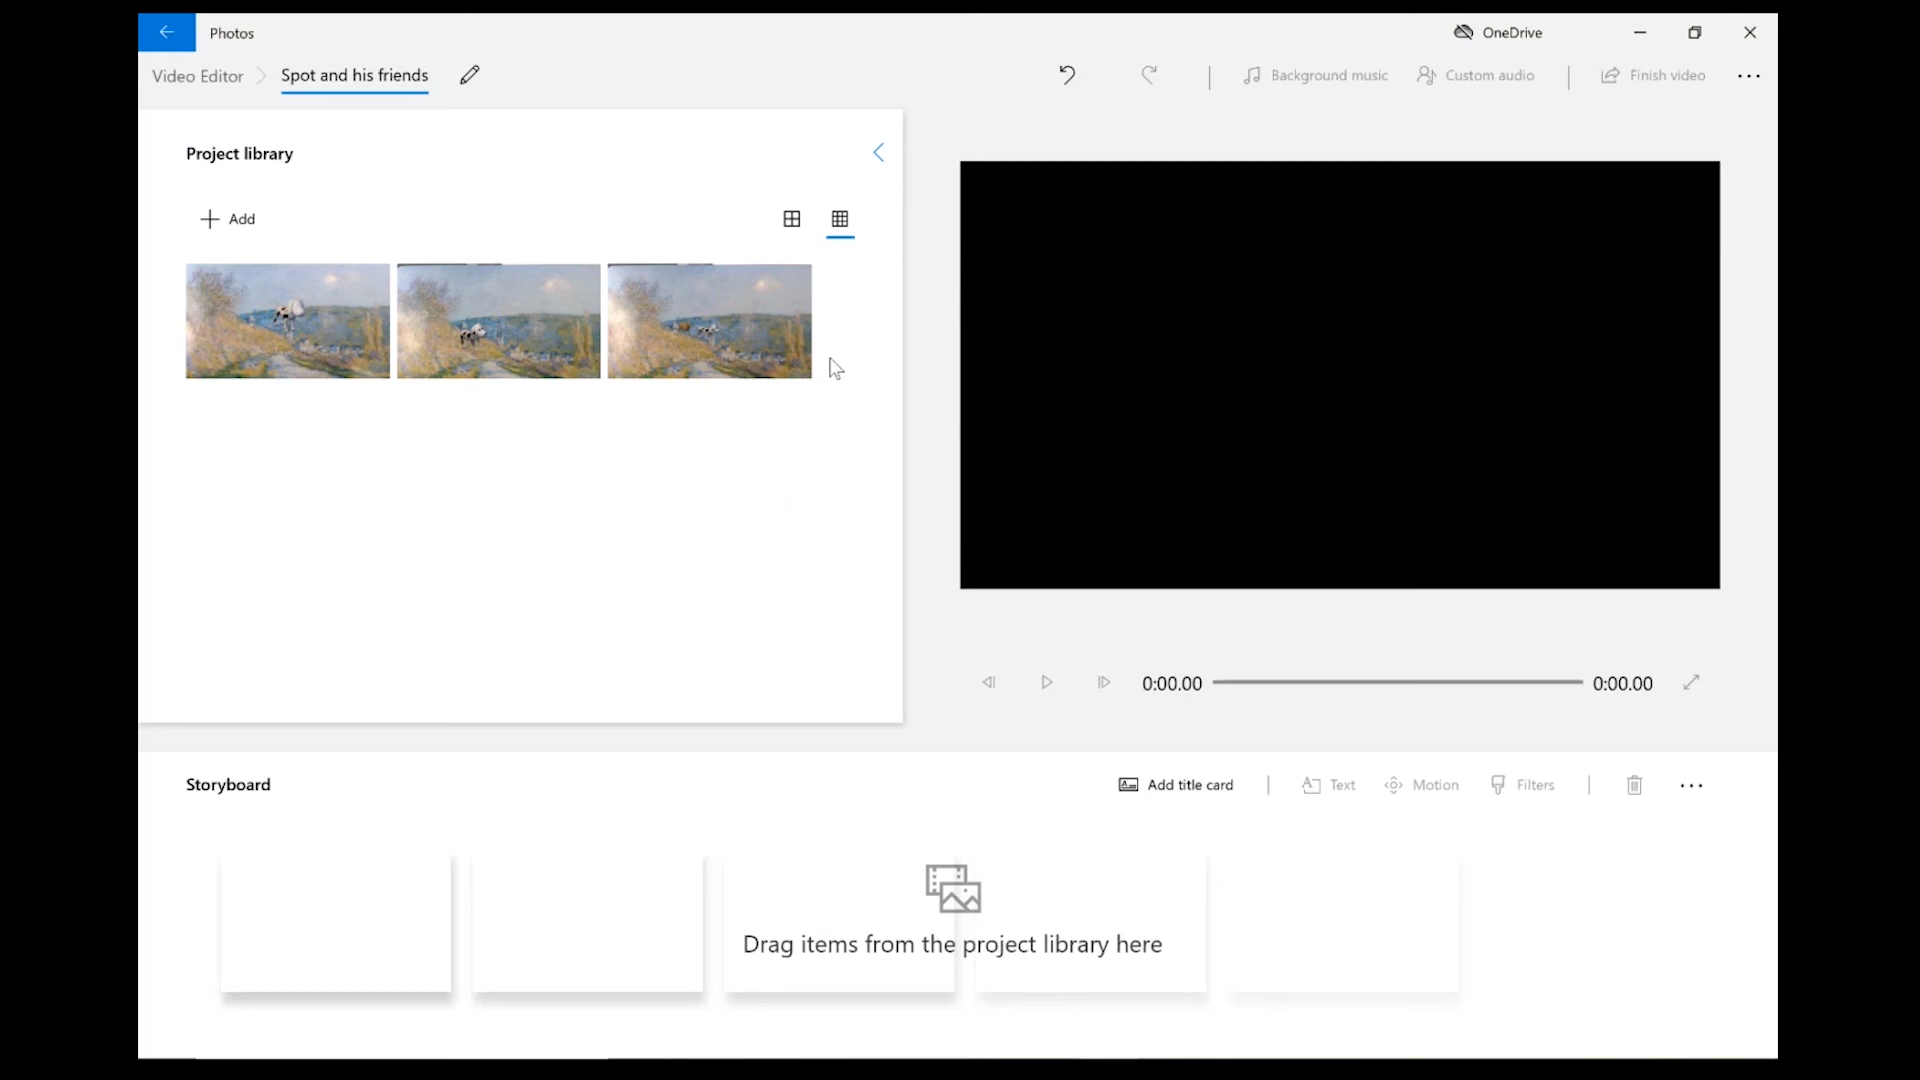 Photos
OneDrive
Video Editor
Spot and his friends
Background music
Custom audio
Finish video
Project library
Add
0:00.00
0:00.00
Storyboard
Add title card
Text
Motion
Filters
Drag items from the project library here